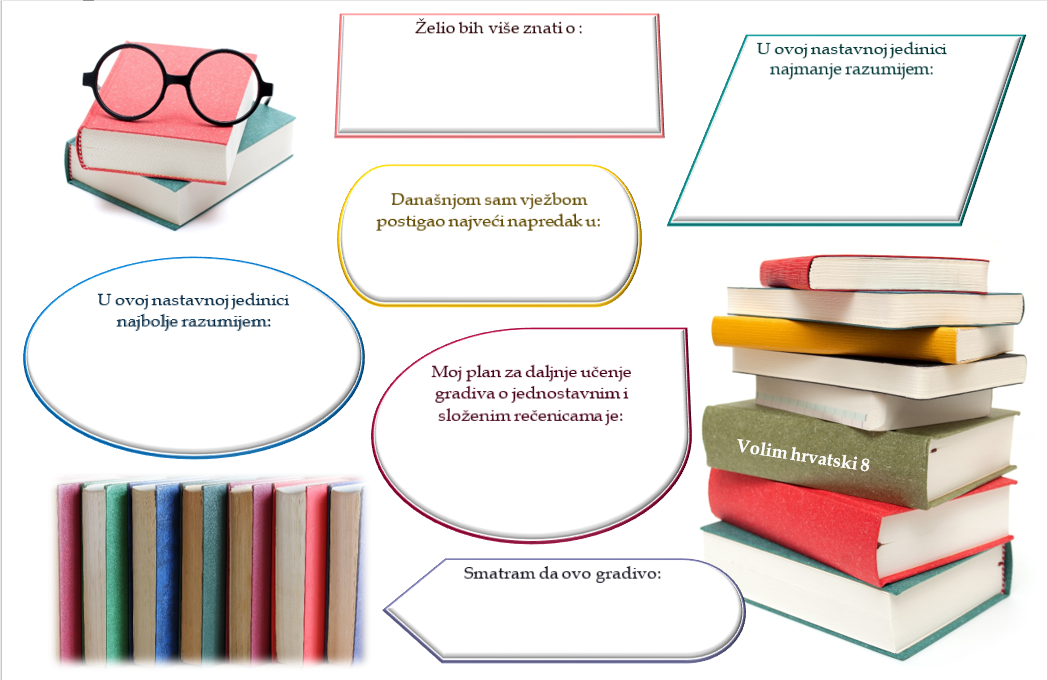 Želio bih više znati o :
U ovoj nastavnoj jedinici
najmanje razumijem:
Današnjom sam vježbom
postigao najveći napredak u:
U ovoj nastavnoj jedinici
najbolje razumijem:
Moj plan za daljnje učenje
gradiva o jednostavnim i
složenim rečenicama je:
Volim hrvatski 8
Smatram da ovo gradivo: